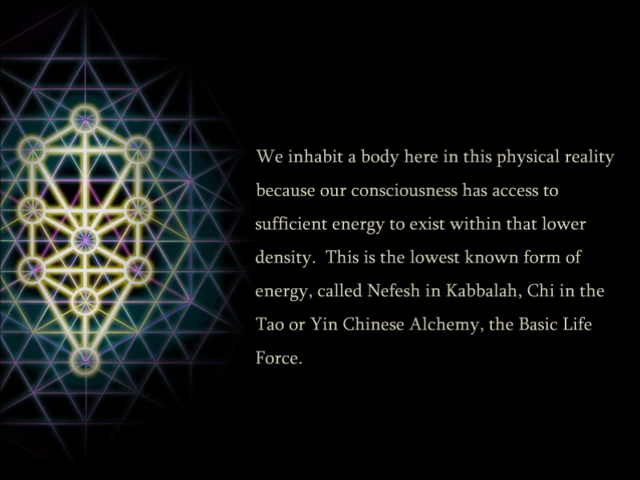 We inhabit a body here in this physical reality
because our consciousness has access to
sufficient energy to exist within that lower
density.  This is the lowest known form of
energy, called Nefesh in Kabbalah, Chi in the
Tao or Yin Chinese Alchemy, the Basic Life
Force.